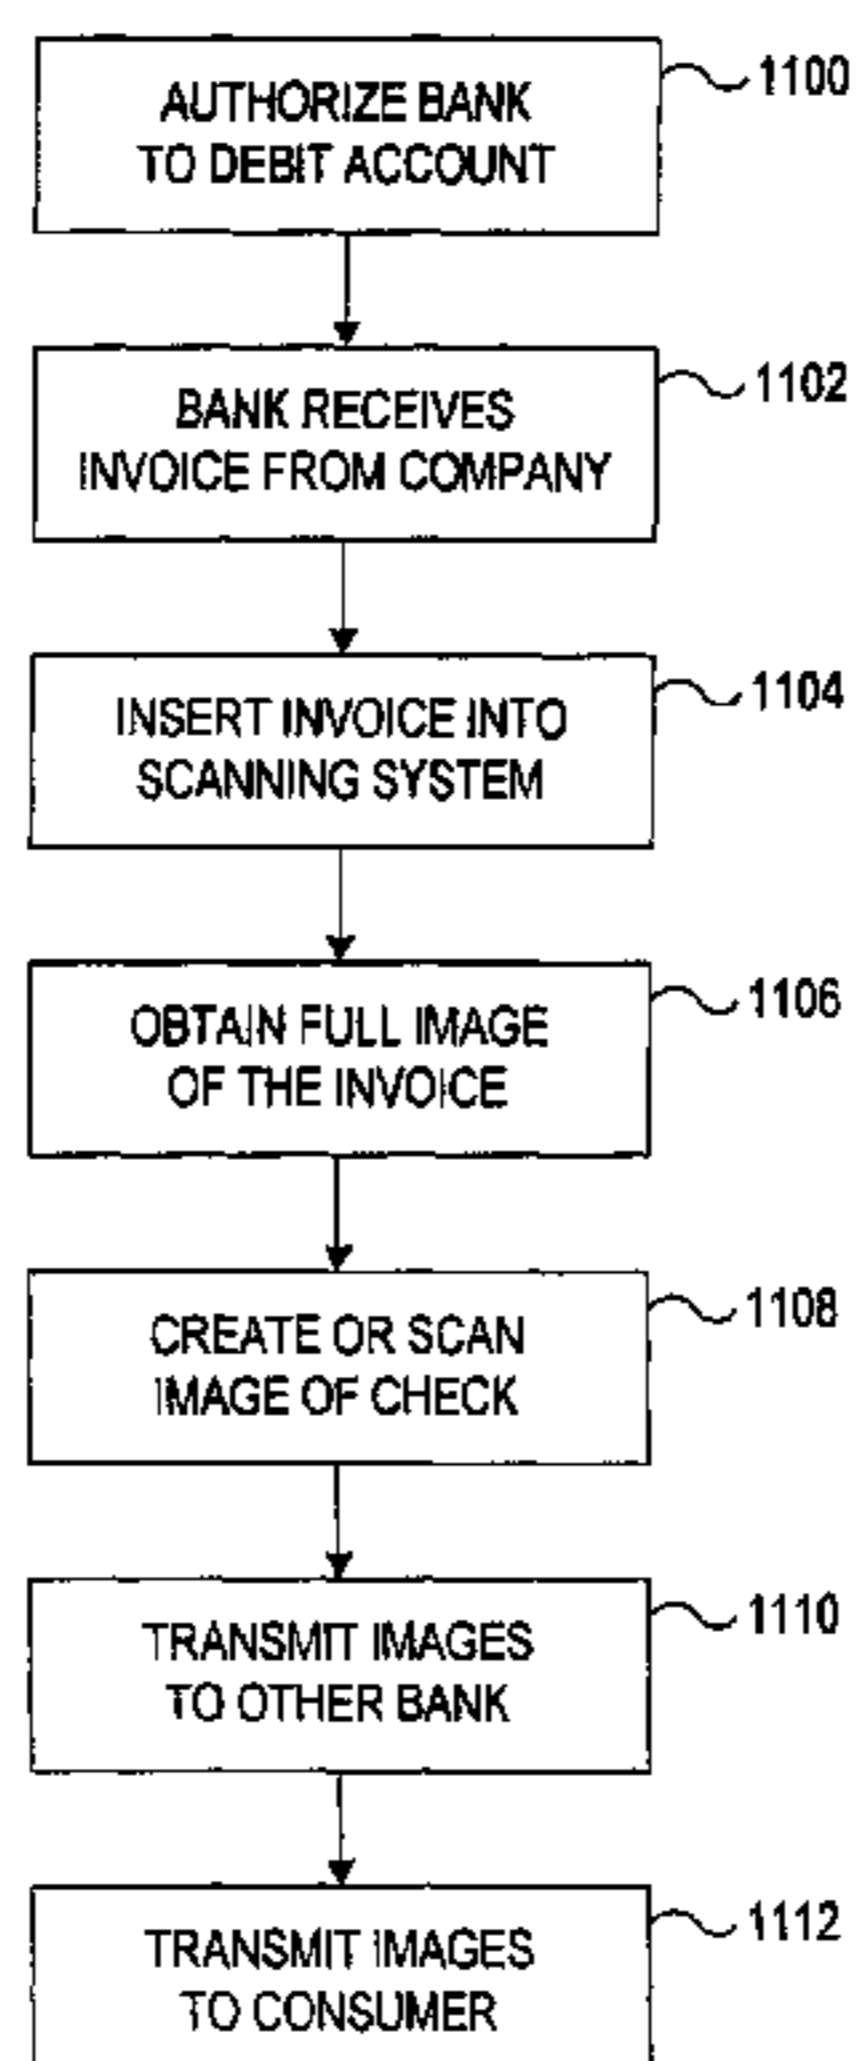 AUTHORIZE BANK
TO DEBIT ACCOUNT
1100
BANK RECEIVES
INVOICE FROM COMPANY
1102
INSERT INVOICE INTO
SCANNING SYSTEM
1104
OBTAIN FULL IMAGE
OF THE INVOICE
1106
CREATE OR SCAN
IMAGE OF CHECK
1108
TRANSMIT IMAGES
TO OTHER BANK
1110
TRANSMIT IMAGES
TO CONSUMER
1112